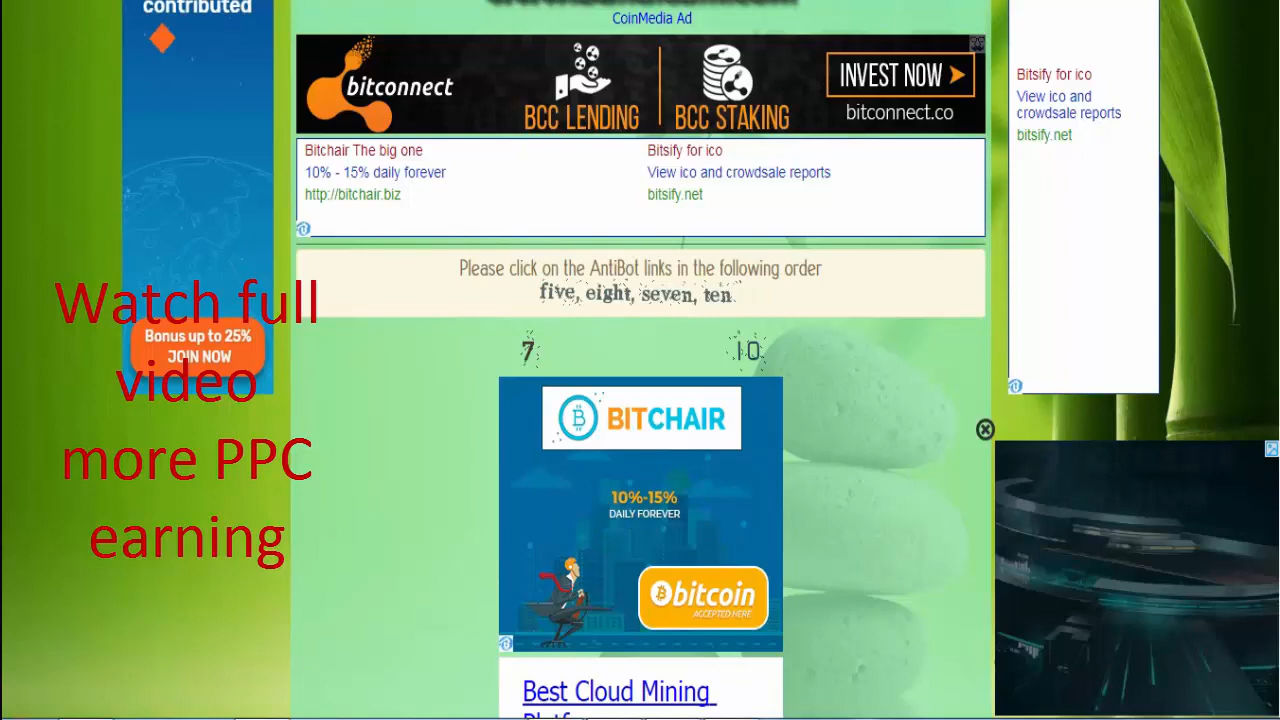 contributed
Bonus up to 25%
JOIN NOW
Watch full
video
more PPC
earning
CoinMedia Ad
bitconnect
BCC LENDING
BCC STAKING
INVEST NOW
bitconnect.co
Bitchair The big one
10% - 15% daily forever
http://bitchair.biz
Bitsify for ico
View ico and crowdsale reports
bitsify.net
Please click on the AntiBot links in the following order
five, eight, seven, ten
7
10
BITCHAIR
10%-15%
DAILY FOREVER
bitcoin
ACCEPTED HERE
Best Cloud Mining
Bitsify for ico
View ico and
crowdsale reports
bitsify.net